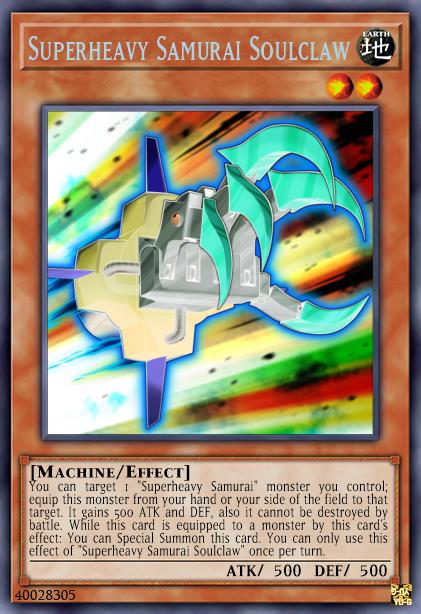 SUPERHEAVY SAMURAI SOULCLAW
EARTH
地
[MACHINE/EFFECT]
You can target 1 "Superheavy Samurai" monster you control;
equip this monster from your hand or your side of the field to that
target. It gains 500 ATK and DEF, also it cannot be destroyed by
battle. While this card is equipped to a monster by this card's
effect: You can Special Summon this card. You can only use this
effect of "Superheavy Samurai Soulclaw" once per turn.
ATK/ 500 DEF/ 500
40028305